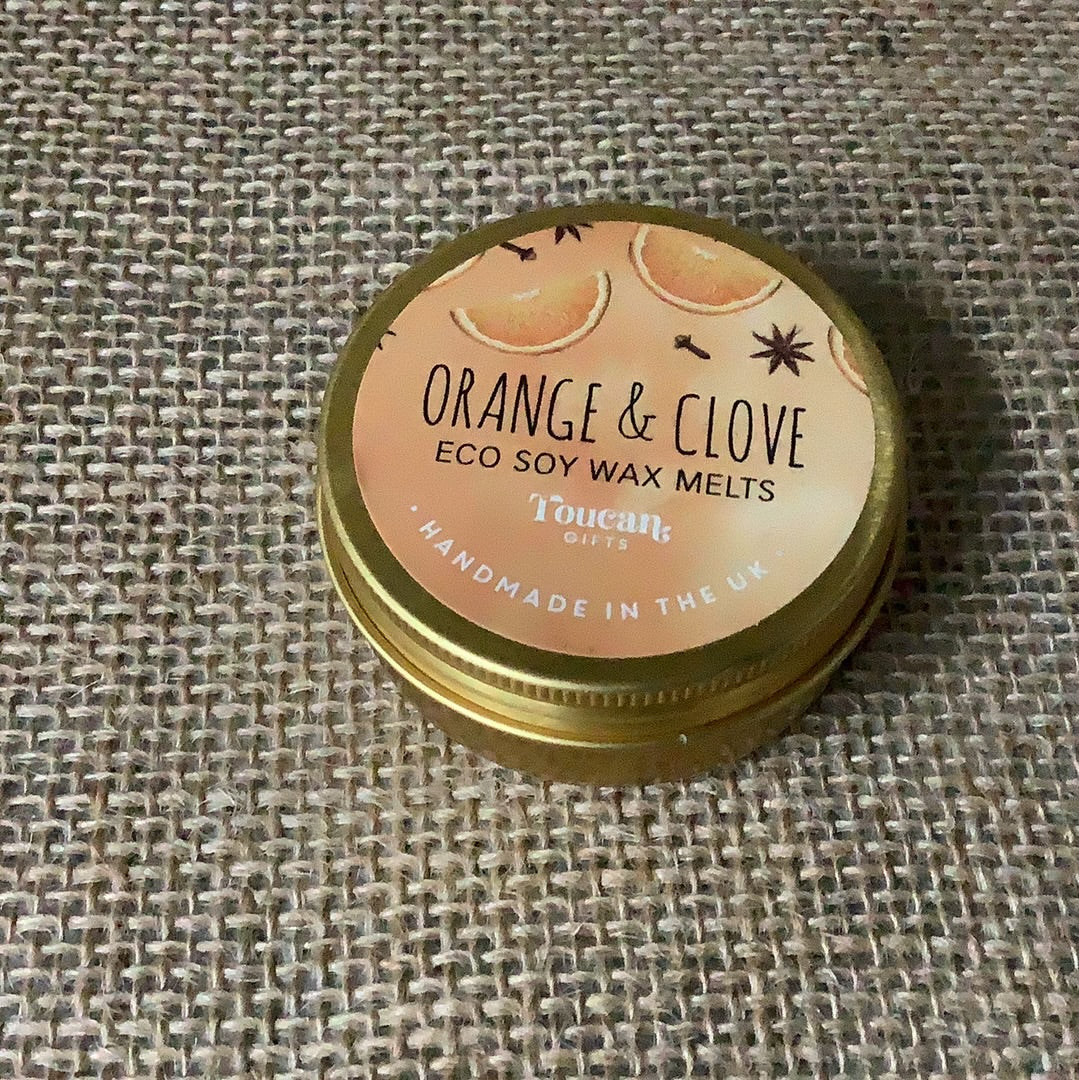 ORANGE & CLOVE
ECO SOY WAX MELTS
Toucan
GIFTS
· HANDMADE IN THE UK ·